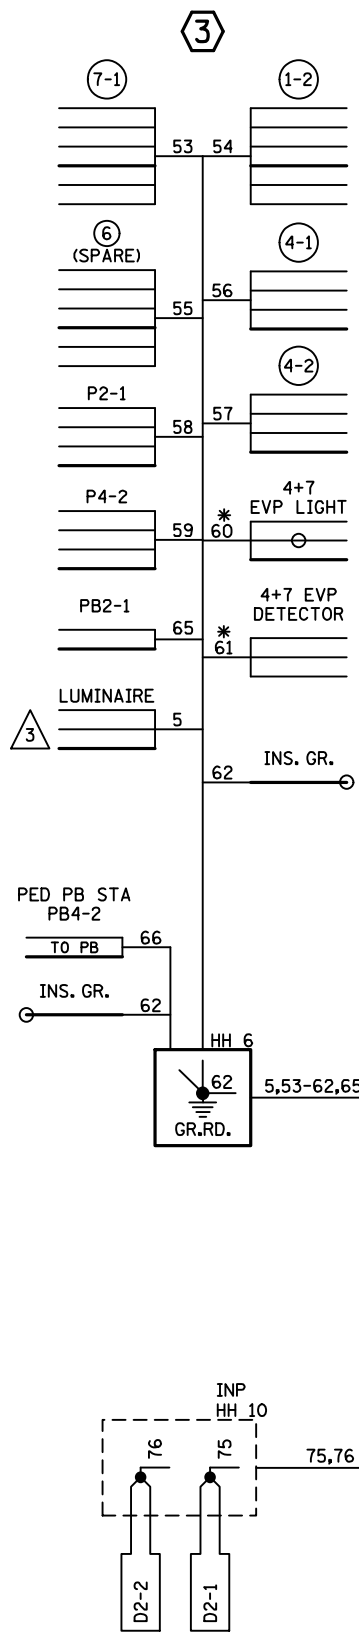 3
7-1
1-2
53
54
6
(SPARE)
4-1
55
56
P2-1
4-2
58
57
P4-2
4+7
EVP LIGHT
59
*
60
PB2-1
4+7 EVP
DETECTOR
65
*
61
LUMINAIRE
3
5
INS. GR.
62
PED PB STA
PB4-2
TO PB
66
INS. GR.
62
HH 6
62
GR.RD.
5,53-62,65
INP
HH 10
76
75
75,76
D2-2
D2-1